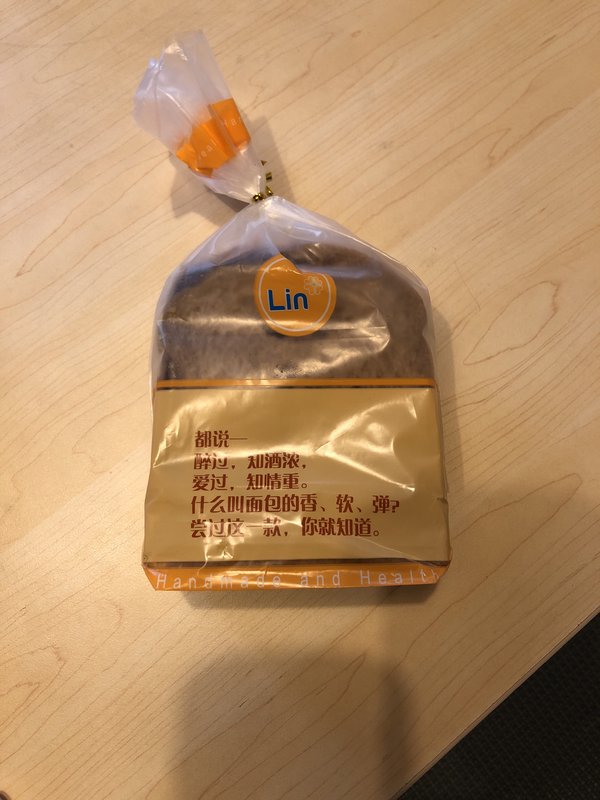 Lin
都说—
醉过，知酒浓，
爱过，知情重。
什么叫面包的香、软、弹?
尝过这一款，你就知道。
Handmade and Health